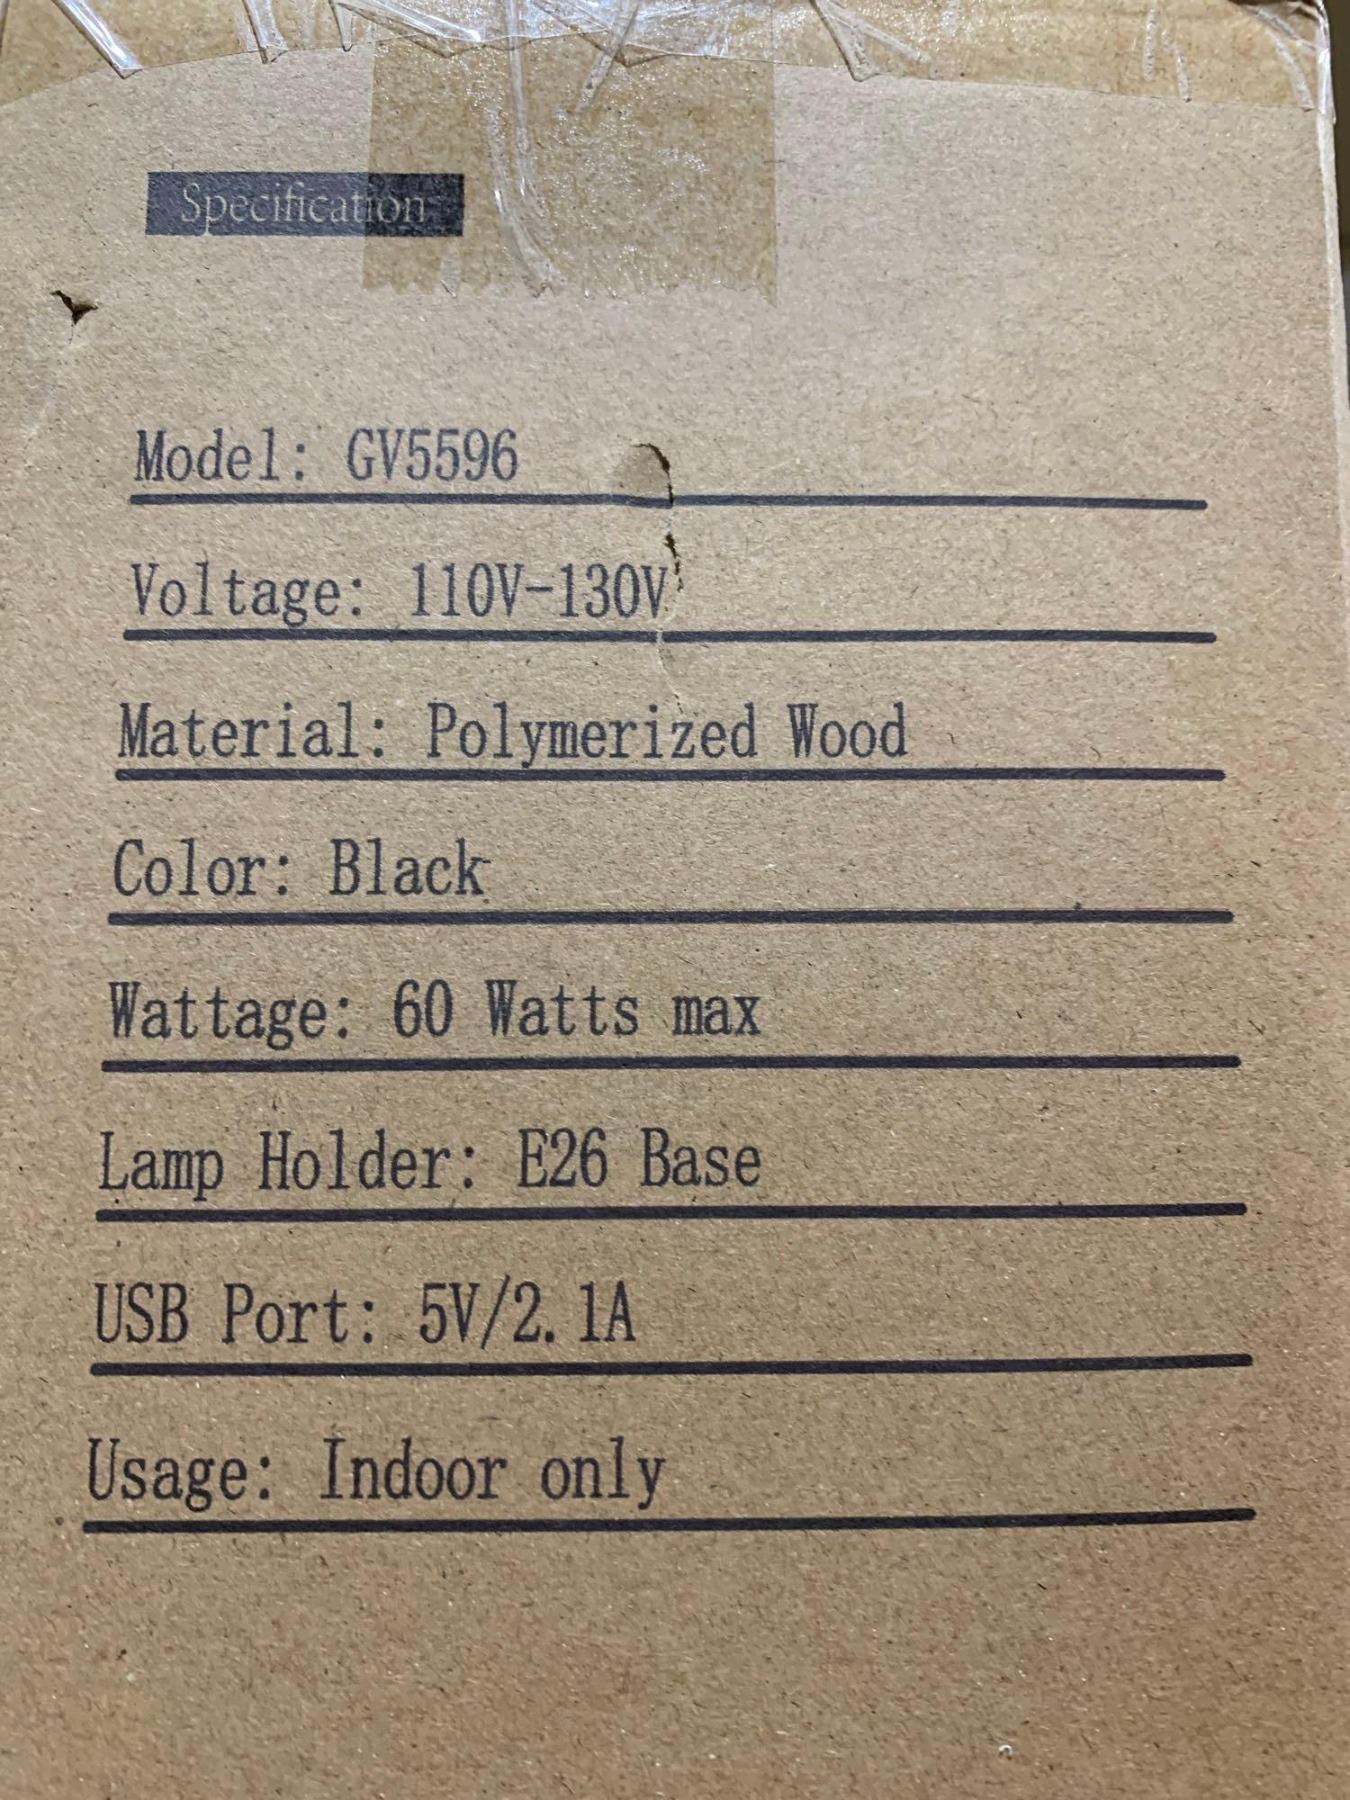 Specification
Model: GV5596
Voltage: 110V-130V
Material: Polymerized Wood
Color: Black
Wattage: 60 Watts max
Lamp Holder: E26 Base
USB Port: 5V/2.1A
Usage: Indoor only